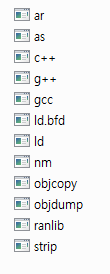 ar
as
c++
g++
gcc
ld.bfd
ld
nm
objcopy
objdump
ranlib
strip